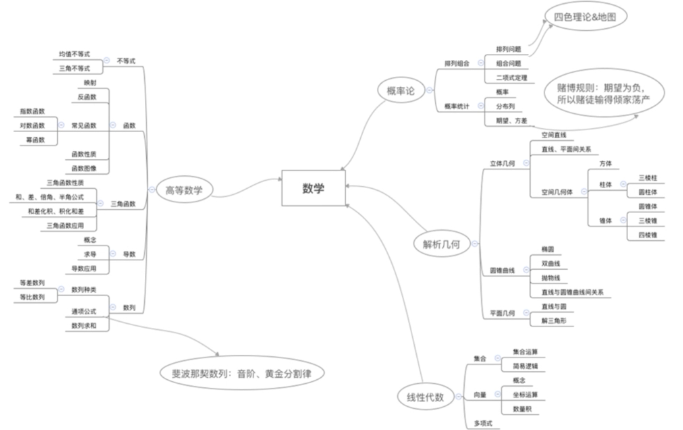 数学
高等数学
不等式
均值不等式
三角不等式
函数
映射
反函数
常见函数
指数函数
对数函数
幂函数
函数性质
函数图像
三角函数
三角函数性质
和、差、倍角、半角公式
和差化积、积化和差
三角函数应用
导数
概念
求导
导数应用
数列
数列种类
等差数列
等比数列
通项公式
数列求和
斐波那契数列：音阶、黄金分割律
概率论
排列组合
排列问题
组合问题
二项式定理
四色理论&地图
概率统计
概率
分布列
期望、方差
赌博规则：期望为负，
所以赌徒输得倾家荡产
解析几何
立体几何
空间直线
直线、平面间关系
空间几何体
方体
柱体
三棱柱
圆柱体
锥体
圆锥体
三棱锥
四棱锥
圆锥曲线
椭圆
双曲线
抛物线
直线与圆锥曲线间关系
平面几何
直线与圆
解三角形
线性代数
集合
集合运算
简易逻辑
向量
概念
坐标运算
数量积
多项式